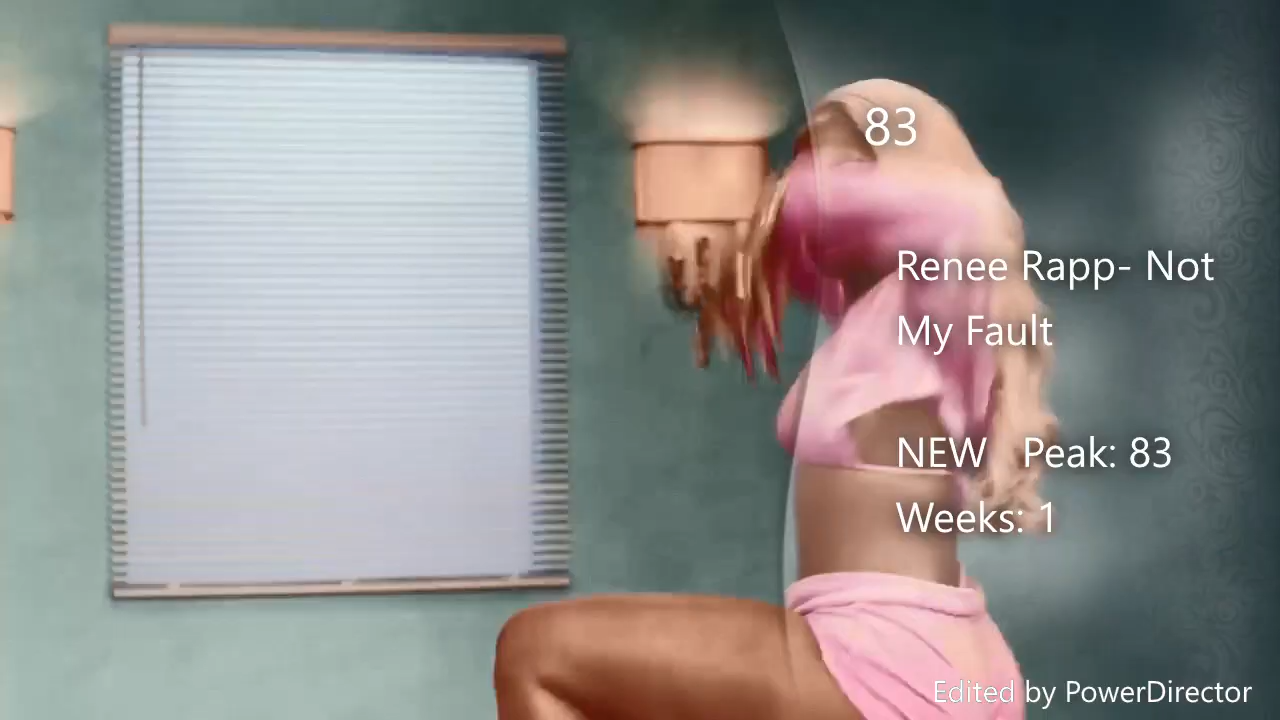 83
Renee Rapp- Not
My Fault
NEW   Peak: 83
Weeks: 1
Edited by PowerDirector